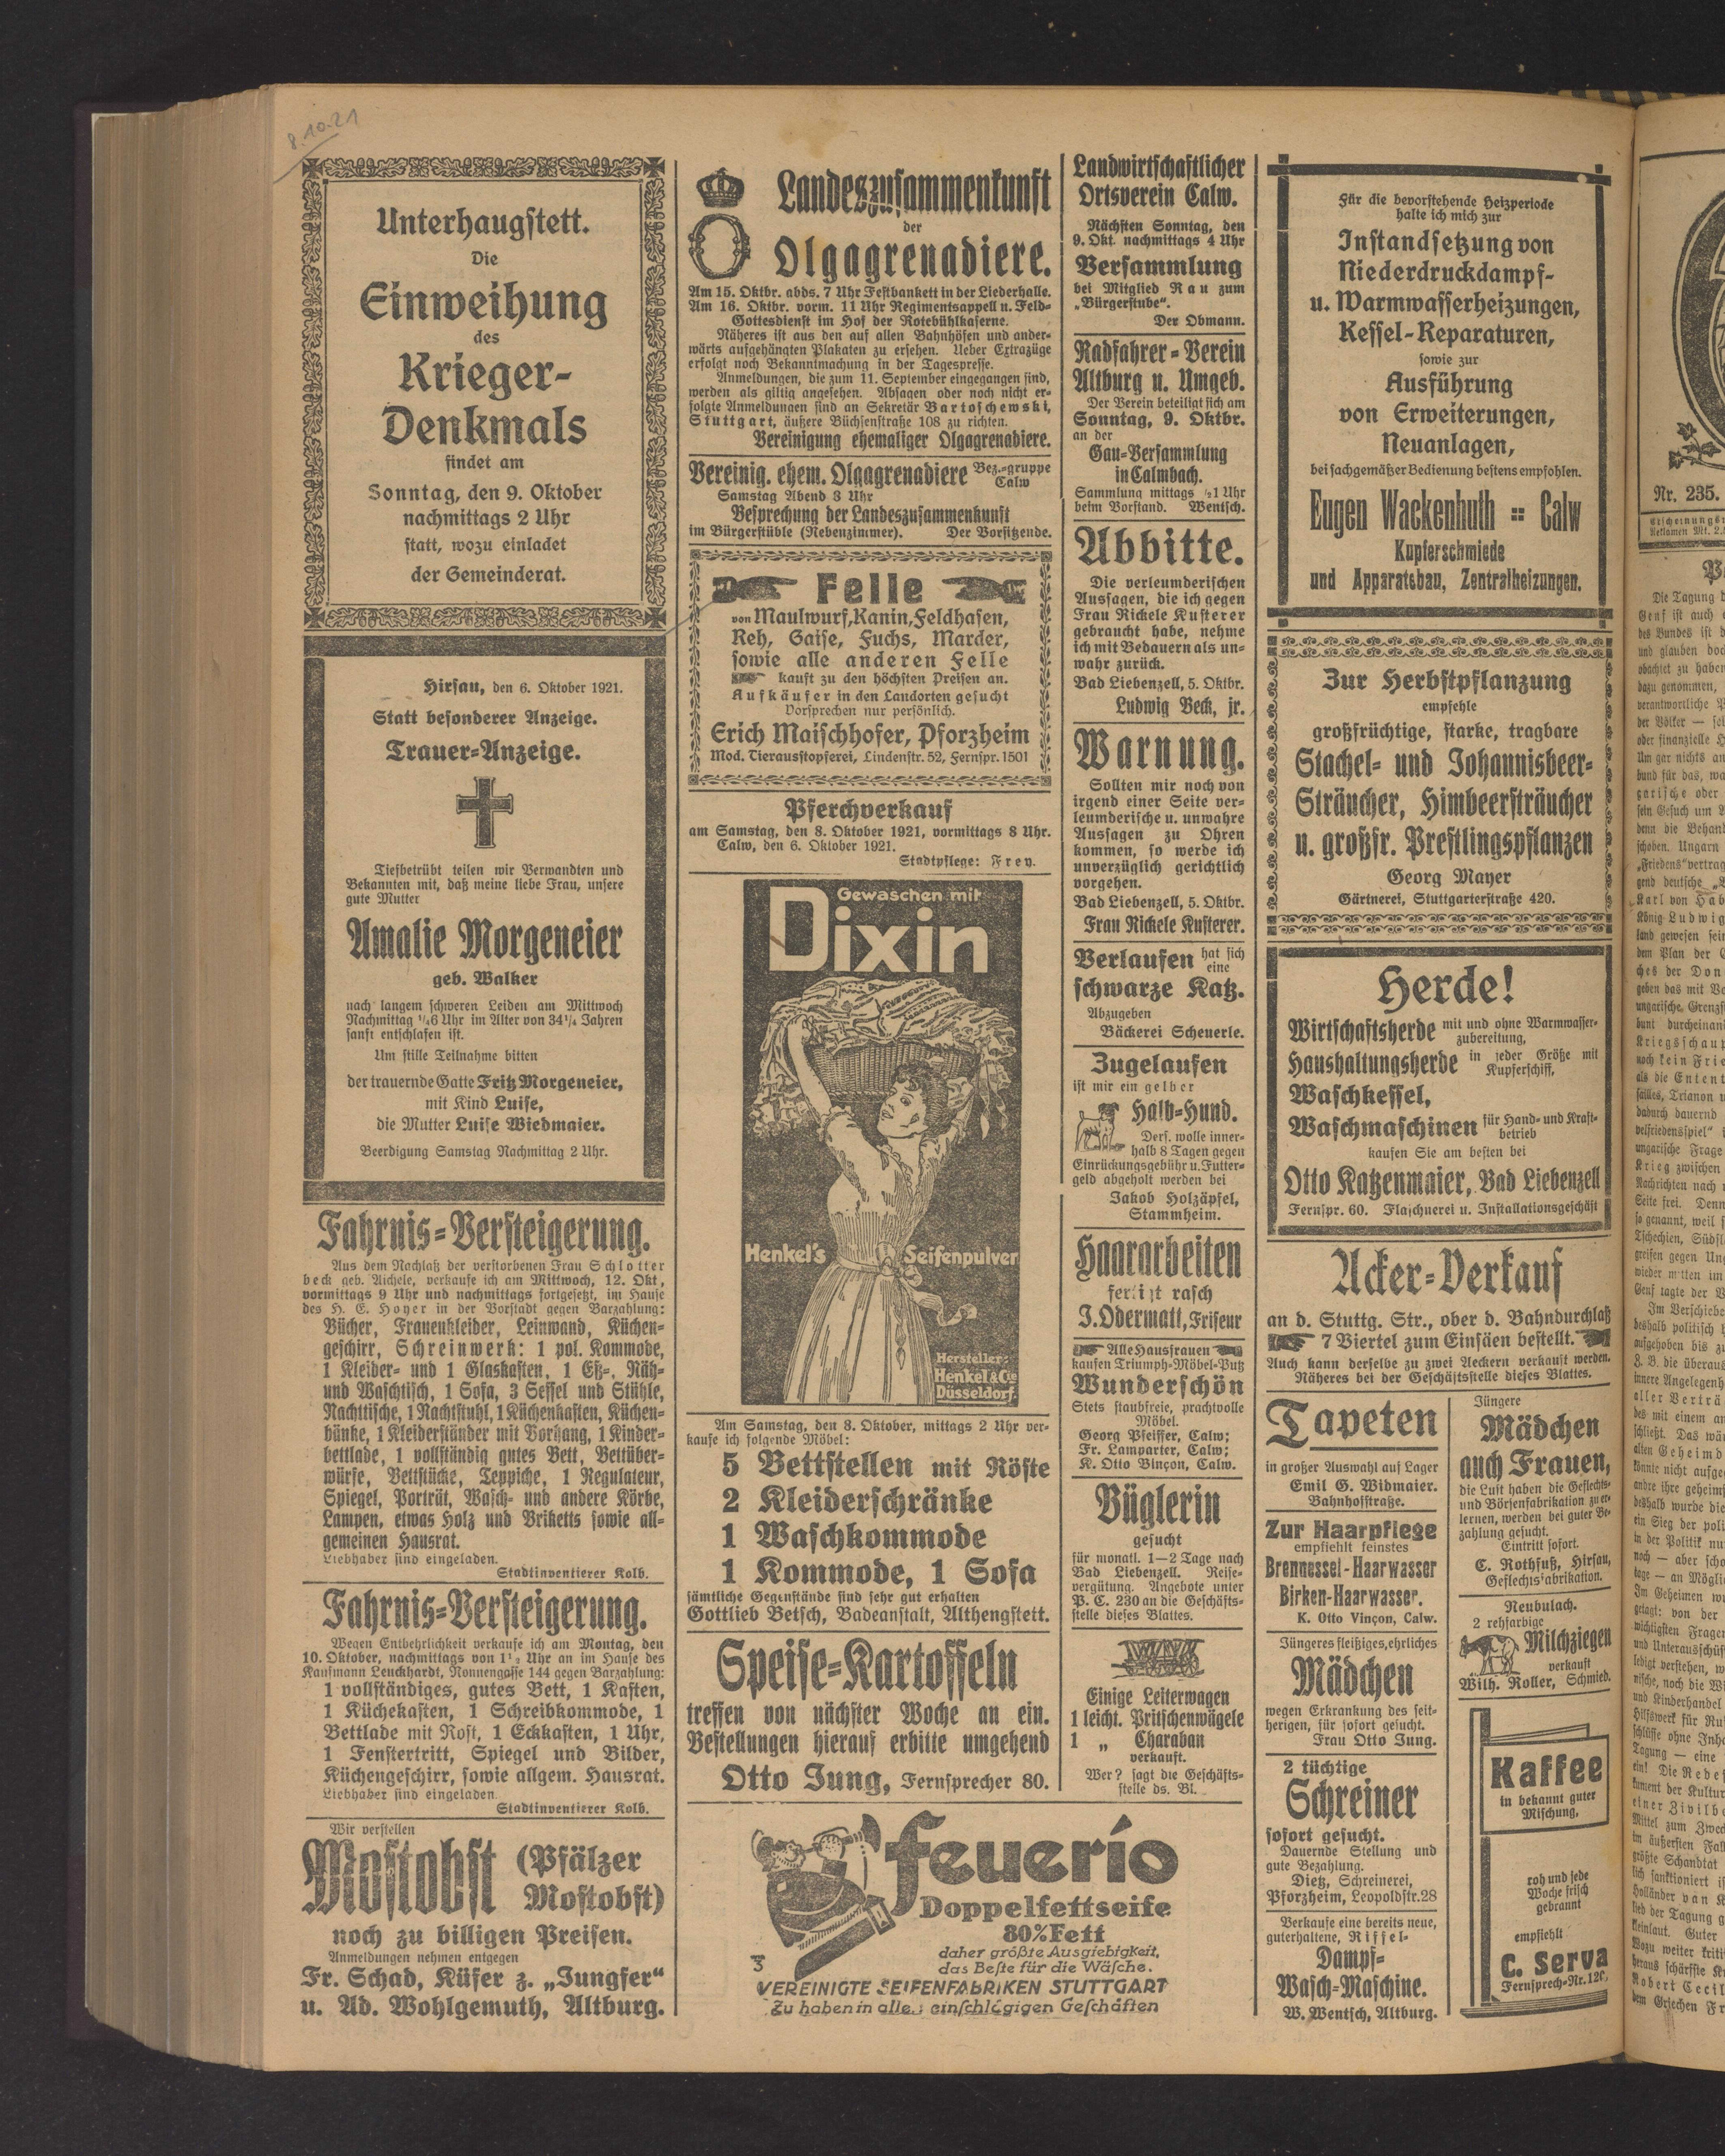 8.10.21
Unterhaugstett.
Die
Einweihung
des
Krieger-
Denkmals
findet am
Sonntag, den 9. Oktober
nachmittags 2 Uhr
statt, wozu einladet
der Gemeinderat.
Hirsau, den 6. Oktober 1921.
Statt besonderer Anzeige.
Trauer-Anzeige.
Tiefbetrübt teilen wir Verwandten und
Bekannten mit, daß meine liebe Frau, unsere
gute Mutter
Amalie Morgeneier
geb. Walker
nach langem schweren Leiden am Mittwoch
Nachmittag ¼6 Uhr im Alter von 34¼ Jahren
sanft entschlafen ist.
Um stille Teilnahme bitten
der trauernde Gatte Fritz Morgeneier,
mit Kind Luise,
die Mutter Luise Wiedmaier.
Beerdigung Samstag Nachmittag 2 Uhr.
Fahrnis-Versteigerung.
Aus dem Nachlaß der verstorbenen Frau Schlotter
beck geb. Aichele, verkaufe ich am Mittwoch, 12. Okt,
vormittags 9 Uhr und nachmittags fortgesetzt, im Hause
des H. E. Hoyer in der Vorstadt gegen Barzahlung:
Bücher, Frauenkleider, Leinwand, Küchen-
geschirr, Schreinwerk: 1 pol. Kommode,
1 Kleider- und 1 Glaskasten, 1 Eß-, Näh-
und Waschtisch, 1 Sofa, 3 Sessel und Stühle,
Nachttische, 1 Nachtstuhl, 1 Küchenkasten, Küchen-
bänke, 1 Kleiderständer mit Vorhang, 1 Kinder-
bettlade, 1 vollständig gutes Bett, Bettüber-
würfe, Bettstücke, Teppiche, 1 Regulateur,
Spiegel, Porträt, Wasch- und andere Körbe,
Lampen, etwas Holz und Briketts sowie all-
gemeinen Hausrat.
Liebhaber sind eingeladen.
Stadtinventierer Kolb.
Fahrnis-Versteigerung.
Wegen Entbehrlichkeit verkaufe ich am Montag, den
10. Oktober, nachmittags von 1½ Uhr an im Hause des
Kaufmann Leuckhardt, Nonnengasse 144 gegen Barzahlung:
1 vollständiges, gutes Bett, 1 Kasten,
1 Küchekasten, 1 Schreibkommode, 1
Bettlade mit Rost, 1 Eckkasten, 1 Uhr,
1 Fenstertritt, Spiegel und Bilder,
Küchengeschirr, sowie allgem. Hausrat.
Liebhaber sind eingeladen.
Stadtinventierer Kolb.
Wir verstellen
Mostobst (Pfälzer
Mostobst)
noch zu billigen Preisen.
Anmeldungen nehmen entgegen
Fr. Schad, Küfer z. „Jungfer“
u. Ad. Wohlgemuth, Altburg.
Landeszusammenkunft
der
Olgagrenadiere.
Am 15. Oktbr. abds. 7 Uhr Festbankett in der Liederhalle.
Am 16. Oktbr. vorm. 11 Uhr Regimentsappell u. Feld-
Gottesdienst im Hof der Rotebühlkaserne.
Näheres ist aus den auf allen Bahnhöfen und ander-
wärts aufgehängten Plakaten zu ersehen. Ueber Extrazüge
erfolgt noch Bekanntmachung in der Tagespresse.
Anmeldungen, die zum 11. September eingegangen sind,
werden als giltig angesehen. Absagen oder noch nicht er-
folgte Anmeldungen sind an Sekretär Bartoschewski,
Stuttgart, äußere Büchsenstraße 108 zu richten.
Vereinigung ehemaliger Olgagrenadiere.
Vereinig. ehem. Olgagrenadiere Bez.-gruppe
Calw
Samstag Abend 8 Uhr
Besprechung der Landeszusammenkunft
im Bürgerstüble (Nebenzimmer). Der Vorsitzende.
Felle
von Maulwurf, Kanin, Feldhasen,
Reh, Gaise, Fuchs, Marder,
sowie alle anderen Felle
kauft zu den höchsten Preisen an.
Aufkäufer in den Landorten gesucht
Vorsprechen nur persönlich.
Erich Maischhofer, Pforzheim
Mod. Tierausstopferei, Lindenstr. 52, Fernspr. 1501
Pferchverkauf
am Samstag, den 8. Oktober 1921, vormittags 8 Uhr.
Calw, den 6. Oktober 1921.
Stadtpflege: Frey.
Gewaschen mit
Dixin
Henkel's Seifenpulver
Hersteller:
Henkel & Cie
Düsseldorf.
Am Samstag, den 8. Oktober, mittags 2 Uhr ver-
kaufe ich folgende Möbel:
5 Bettstellen mit Röste
2 Kleiderschränke
1 Waschkommode
1 Kommode, 1 Sofa
sämtliche Gegenstände sind sehr gut erhalten
Gottlieb Betsch, Badeanstalt, Althengstett.
Speise-Kartoffeln
treffen von nächster Woche an ein.
Bestellungen hierauf erbitte umgehend
Otto Jung, Fernsprecher 80.
Feuerio
Doppelfettseife
80% Fett
daher größte Ausgiebigkeit,
das Beste für die Wäsche.
VEREINIGTE SEIFENFABRIKEN STUTTGART
Zu haben in allen einschlägigen Geschäften
Landwirtschaftlicher
Ortsverein Calw.
Nächsten Sonntag, den
9. Okt. nachmittags 4 Uhr
Versammlung
bei Mitglied Rau zum
„Bürgerstube“.
Der Obmann.
Radfahrer-Verein
Altburg u. Umgeb.
Der Verein beteiligt sich am
Sonntag, 9. Oktbr.
an der
Gau-Versammlung
in Calmbach.
Sammlung mittags ½1 Uhr
beim Vorstand. Wentsch.
Abbitte.
Die verleumderischen
Aussagen, die ich gegen
Frau Rickele Kusterer
gebraucht habe, nehme
ich mit Bedauern als un-
wahr zurück.
Bad Liebenzell, 5. Oktbr.
Ludwig Beck, jr.
Warnung.
Sollten mir noch von
irgend einer Seite ver-
leumderische u. unwahre
Aussagen zu Ohren
kommen, so werde ich
unverzüglich gerichtlich
vorgehen.
Bad Liebenzell, 5. Oktbr.
Frau Rickele Kusterer.
Verlaufen hat sich
eine
schwarze Katz.
Abzugeben
Bäckerei Scheuerle.
Zugelaufen
ist mir ein gelber
Halb-Hund.
Ders. wolle inner-
halb 8 Tagen gegen
Einrückungsgebühr u. Futter-
geld abgeholt werden bei
Jakob Holzäpfel,
Stammheim.
Haararbeiten
fertigt rasch
J. Odermatt, Friseur
Alle Hausfrauen
kaufen Triumph-Möbel-Putz
Wunderschön
Stets staubfreie, prachtvolle
Möbel.
Georg Pfeiffer, Calw;
Fr. Lamparter, Calw;
K. Otto Vinçon, Calw.
Büglerin
gesucht
für monatl. 1—2 Tage nach
Bad Liebenzell. Reise-
vergütung. Angebote unter
P. C. 230 an die Geschäfts-
stelle dieses Blattes.
Einige Leiterwagen
1 leicht. Pritschenwägele
1 „ Charaban
verkauft.
Wer? sagt die Geschäfts-
stelle ds. Bl.
Für die bevorstehende Heizperiode
halte ich mich zur
Instandsetzung von
Niederdruckdampf-
u. Warmwasserheizungen,
Kessel-Reparaturen,
sowie zur
Ausführung
von Erweiterungen,
Neuanlagen,
bei sachgemäßer Bedienung bestens empfohlen.
Eugen Wackenhuth == Calw
Kupferschmiede
und Apparatebau, Zentralheizungen.
Zur Herbstpflanzung
empfehle
großfrüchtige, starke, tragbare
Stachel- und Johannisbeer-
Sträucher, Himbeersträucher
u. großfr. Prestlingspflanzen
Georg Mayer
Gärtnerei, Stuttgarterstraße 420.
Herde!
Wirtschaftsherde mit und ohne Warmwasser-
zubereitung,
Haushaltungsherde in jeder Größe mit
Kupferschiff,
Waschkessel,
Waschmaschinen für Hand- und Kraft-
betrieb
kaufen Sie am besten bei
Otto Katzenmaier, Bad Liebenzell
Fernspr. 60. Flaschnerei u. Installationsgeschäft
Acker-Verkauf
an d. Stuttg. Str., ober d. Bahndurchlaß
7 Viertel zum Einsäen bestellt.
Auch kann derselbe zu zwei Aeckern verkauft werden.
Näheres bei der Geschäftsstelle dieses Blattes.
Tapeten
in großer Auswahl auf Lager
Emil G. Widmaier.
Bahnhofstraße.
Zur Haarpflege
empfiehlt feinstes
Brennessel-Haarwasser
Birken-Haarwasser.
K. Otto Vinçon, Calw.
Jüngeres fleißiges, ehrliches
Mädchen
wegen Erkrankung des seit-
herigen, für sofort gesucht.
Frau Otto Jung.
2 tüchtige
Schreiner
sofort gesucht.
Dauernde Stellung und
gute Bezahlung.
Dietz, Schreinerei,
Pforzheim, Leopoldstr. 28
Verkaufe eine bereits neue,
guterhaltene, Riffel-
Dampf-
Wasch-Maschine.
W. Wentsch, Altburg.
Jüngere
Mädchen
auch Frauen,
die Lust haben die Geflechts-
und Börsenfabrikation zu er-
lernen, werden bei guter Be-
zahlung gesucht.
Eintritt sofort.
C. Rothfuß, Hirsau,
Geflechtsfabrikation.
Neubulach.
2 rehfarbige
Milchziegen
verkauft
Wilh. Roller, Schmied.
Kaffee
in bekannt guter
Mischung,
roh und jede
Woche frisch
gebrannt
empfiehlt
C. Serva
Fernsprech-Nr. 120.
Nr. 235.